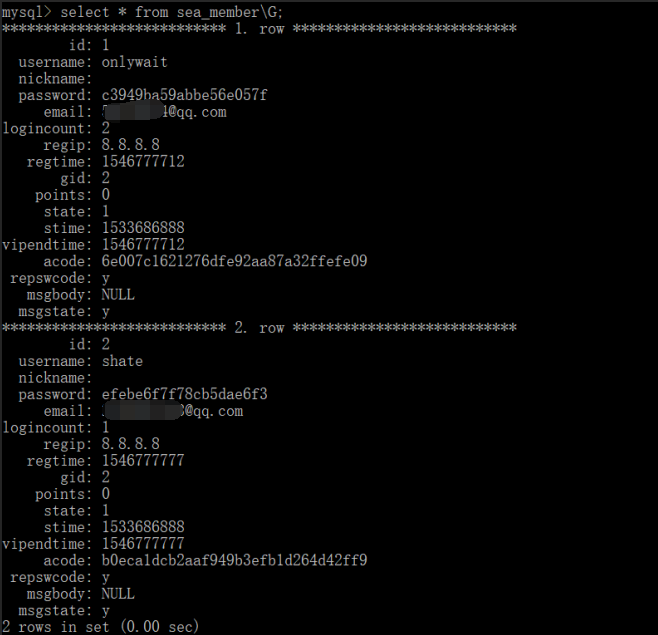 mysql> select * from sea_member\G;
*************************** 1. row ***************************
id: 1
username: onlywait
nickname:
password: c3949ba59abbe56e057f
email: 4@qq.com
logincount: 2
regip: 8.8.8.8
regtime: 1546777712
gid: 2
points: 0
state: 1
stime: 1533686888
vipendtime: 1546777712
acode: 6e007c1621276dfe92aa87a32ffefe09
repswcode: y
msgbody: NULL
msgstate: y
*************************** 2. row ***************************
id: 2
username: shate
nickname:
password: efebe6f7f78cb5dae6f3
email: @qq.com
logincount: 1
regip: 8.8.8.8
regtime: 1546777777
gid: 2
points: 0
state: 1
stime: 1533686888
vipendtime: 1546777777
acode: b0eca1dcb2aaf949b3efb1d264d42ff9
repswcode: y
msgbody: NULL
msgstate: y
2 rows in set (0.00 sec)